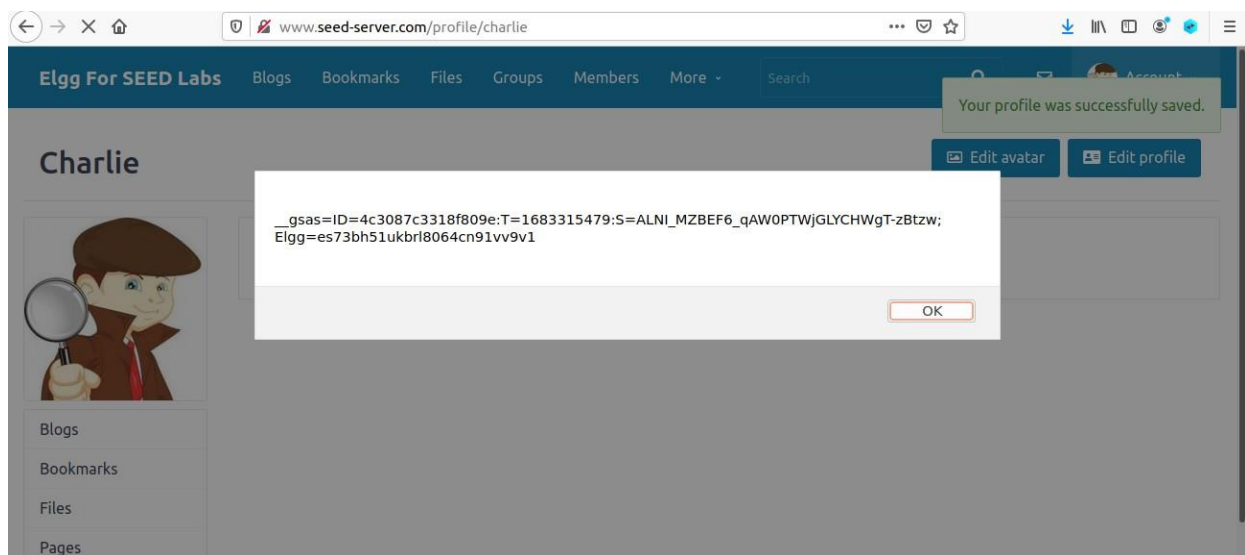 www.seed-server.com/profile/charlie
Elgg For SEED Labs Blogs Bookmarks Files Groups Members More Search Account
Your profile was successfully saved.
Charlie
Edit avatar Edit profile
__gsas=ID=4c3087c3318f809e:T=1683315479:S=ALNI_MZBEF6_qAW0PTWjGLYCHWgT-zBtzw;
Elgg=es73bh51ukbrl8064cn91vv9v1
OK
Blogs
Bookmarks
Files
Pages